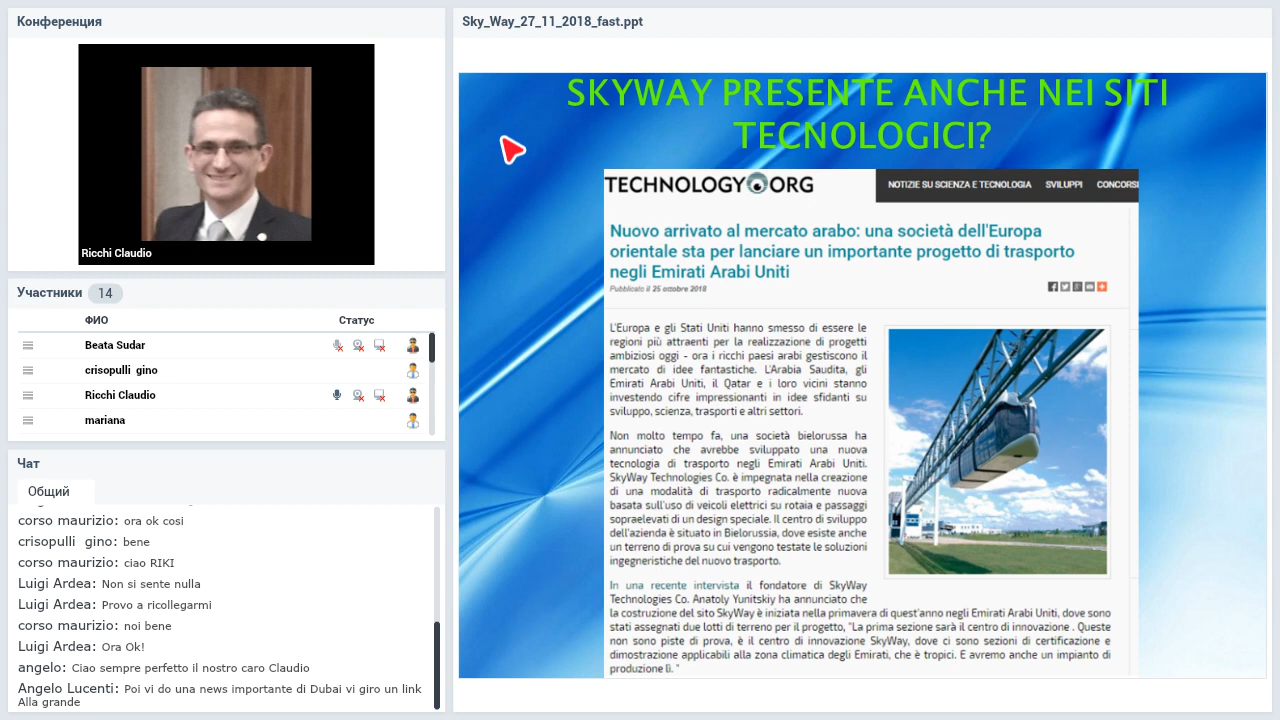 Конференция
Ricchi Claudio
Участники 14
ФИО Статус
Beata Sudar
crisopulli gino
Ricchi Claudio
mariana
Чат
Общий
corso maurizio: ora ok cosi
crisopulli gino: bene
corso maurizio: ciao RIKI
Luigi Ardea: Non si sente nulla
Luigi Ardea: Provo a ricollegarmi
corso maurizio: noi bene
Luigi Ardea: Ora Ok!
angelo: Ciao sempre perfetto il nostro caro Claudio
Angelo Lucenti: Poi vi do una news importante di Dubai vi giro un link
Alla grande
Sky_Way_27_11_2018_fast.ppt
SKYWAY PRESENTE ANCHE NEI SITI
TECNOLOGICI?
TECHNOLOGY ORG
NOTIZIE SU SCIENZA E TECNOLOGIA SVILUPPI CONCORSI
Nuovo arrivato al mercato arabo: una società dell'Europa
orientale sta per lanciare un importante progetto di trasporto
negli Emirati Arabi Uniti
Pubblicato il 25 ottobre 2018
L'Europa e gli Stati Uniti hanno smesso di essere le
regioni più attraenti per la realizzazione di progetti
ambiziosi oggi - ora i ricchi paesi arabi gestiscono il
mercato di idee fantastiche. L'Arabia Saudita, gli
Emirati Arabi Uniti, il Qatar e i loro vicini stanno
investendo cifre impressionanti in idee sfidanti su
sviluppo, scienza, trasporti e altri settori.
Non molto tempo fa, una società bielorussa ha
annunciato che avrebbe sviluppato una nuova
tecnologia di trasporto negli Emirati Arabi Uniti.
SkyWay Technologies Co. è impegnata nella creazione
di una modalità di trasporto radicalmente nuova
basata sull'uso di veicoli elettrici su rotaia e passaggi
sopraelevati di un design speciale. Il centro di sviluppo
dell'azienda è situato in Bielorussia, dove esiste anche
un terreno di prova su cui vengono testate le soluzioni
ingegneristiche del nuovo trasporto.
In una recente intervista il fondatore di SkyWay
Technologies Co. Anatoly Yunitskiy ha annunciato che
la costruzione del sito SkyWay è iniziata nella primavera di quest'anno negli Emirati Arabi Uniti, dove sono
stati assegnati due lotti di terreno per il progetto, "La prima sezione sarà il centro di innovazione . Queste
non sono piste di prova, è il centro di innovazione SkyWay, dove ci sono sezioni di certificazione e
dimostrazione applicabili alla zona climatica degli Emirati, che è tropici. E avremo anche un impianto di
produzione lì. "